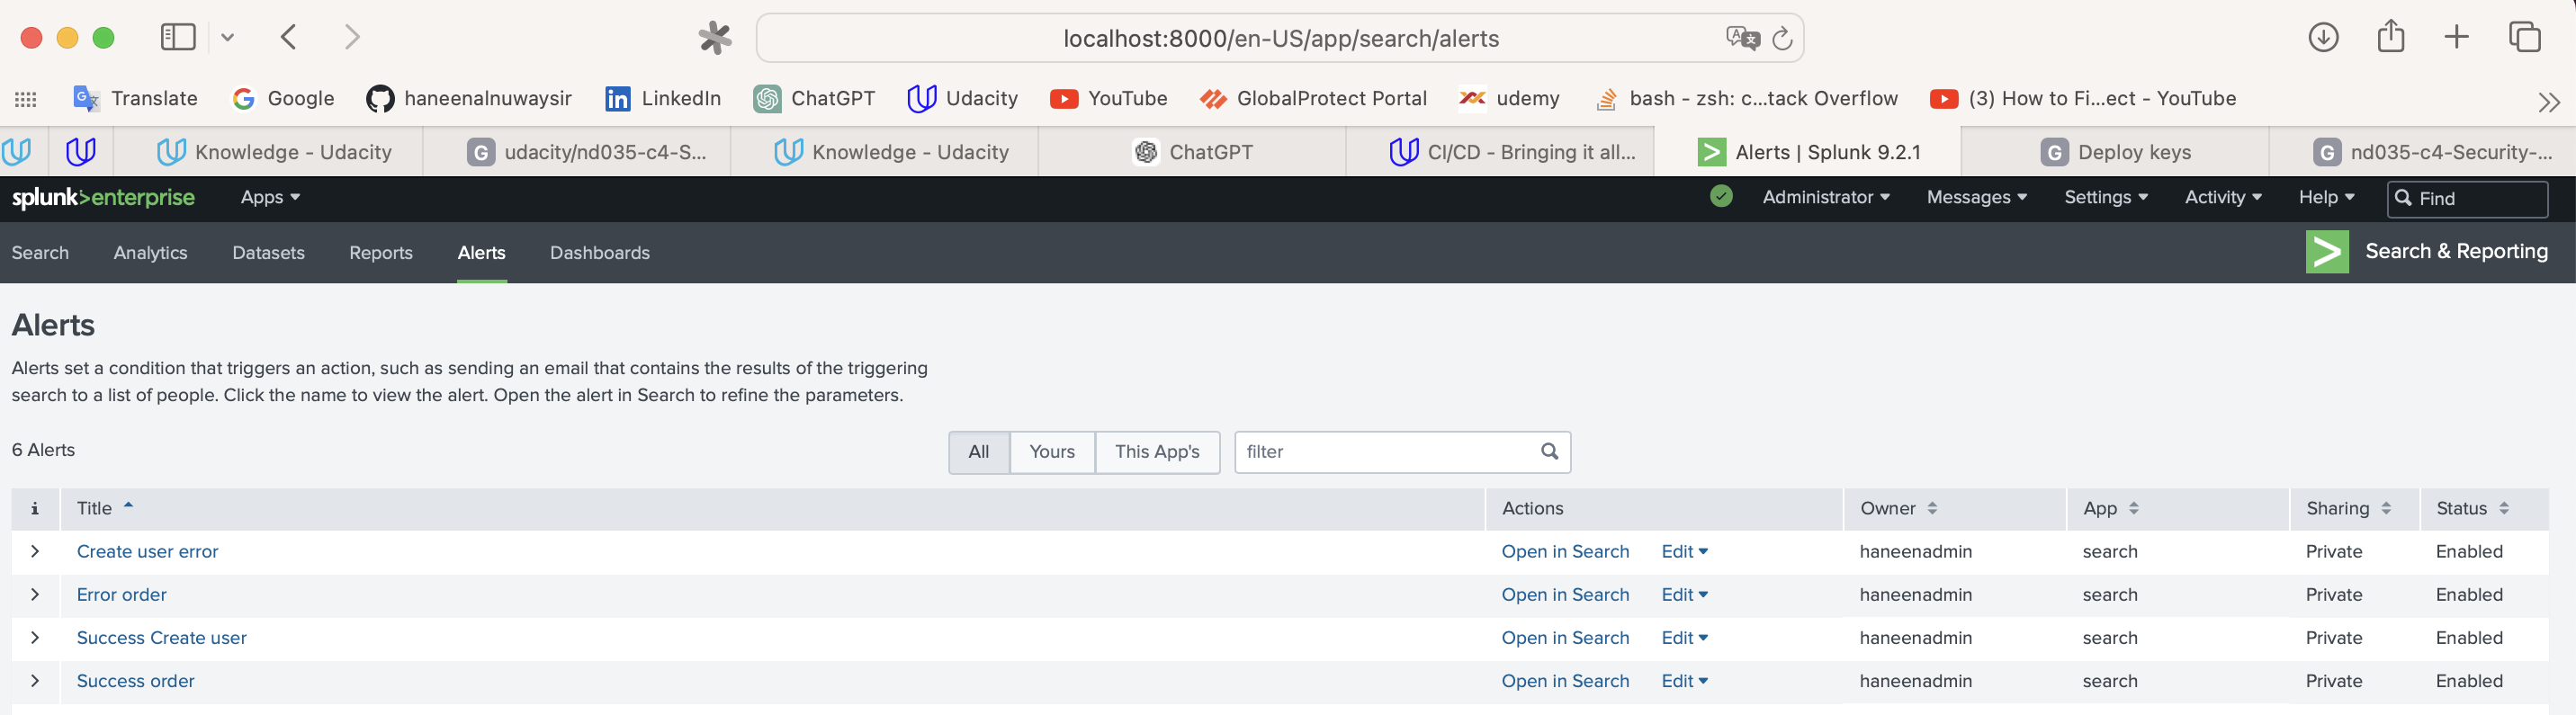 localhost:8000/en-US/app/search/alerts
Translate Google haneenalnuwaysir LinkedIn ChatGPT Udacity YouTube GlobalProtect Portal udemy bash - zsh: c...tack Overflow (3) How to Fi...ect - YouTube
Knowledge - Udacity G udacity/nd035-c4-S... Knowledge - Udacity ChatGPT CI/CD - Bringing it all... Alerts | Splunk 9.2.1 G Deploy keys G nd035-c4-Security-...
splunk>enterprise Apps Administrator Messages Settings Activity Help Find
Search Analytics Datasets Reports Alerts Dashboards Search & Reporting
Alerts
Alerts set a condition that triggers an action, such as sending an email that contains the results of the triggering
search to a list of people. Click the name to view the alert. Open the alert in Search to refine the parameters.
6 Alerts All Yours This App's filter
i Title Actions Owner App Sharing Status
Create user error Open in Search Edit haneenadmin search Private Enabled
Error order Open in Search Edit haneenadmin search Private Enabled
Success Create user Open in Search Edit haneenadmin search Private Enabled
Success order Open in Search Edit haneenadmin search Private Enabled